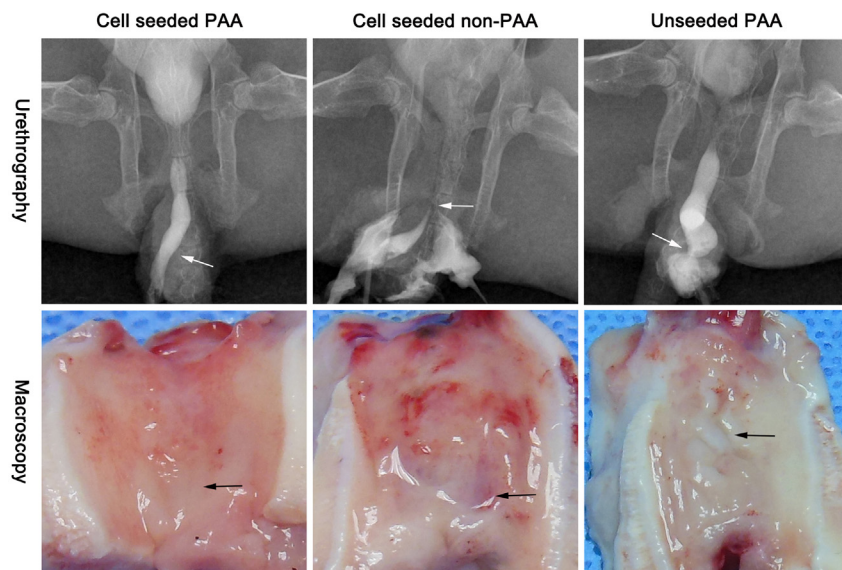 Cell seeded PAA
Cell seeded non-PAA
Unseeded PAA
Urethrography
Macroscopy